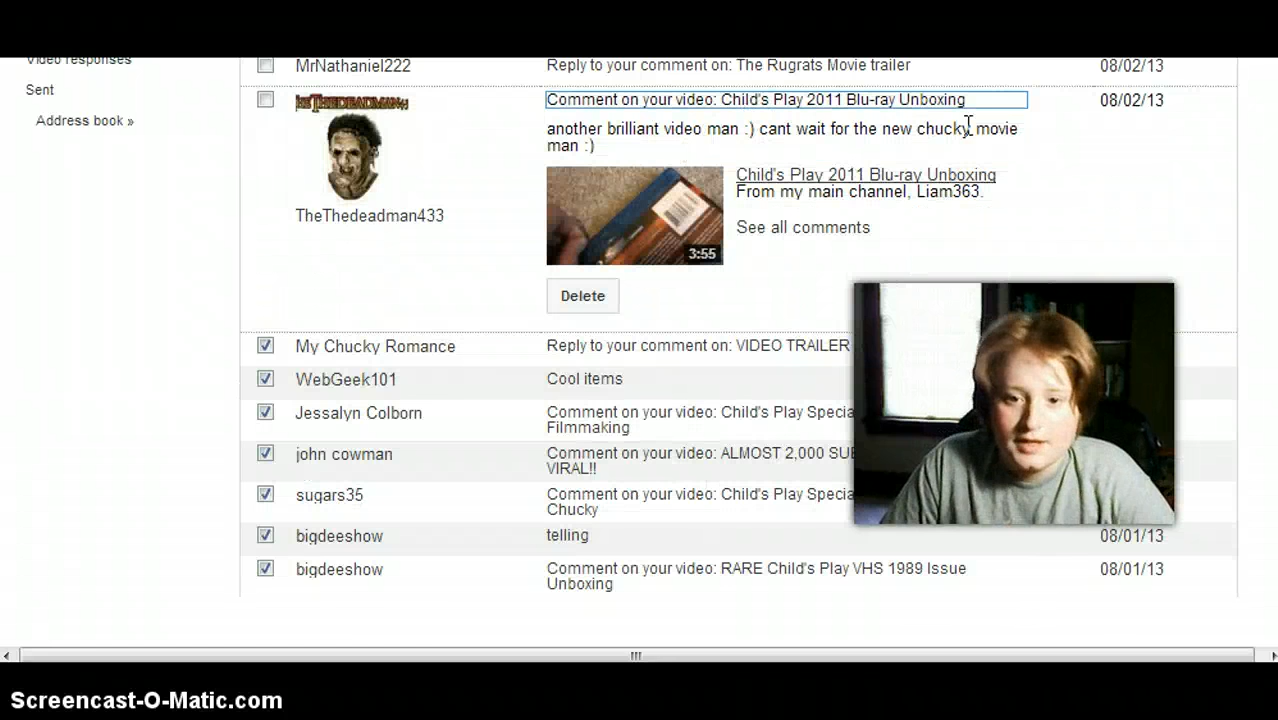 Video responses
MrNathaniel222
Reply to your comment on: The Rugrats Movie trailer
08/02/13
Sent
Comment on your video: Child's Play 2011 Blu-ray Unboxing
08/02/13
Address book »
another brilliant video man :) cant wait for the new chucky movie
man :)
Child's Play 2011 Blu-ray Unboxing
From my main channel, Liam363.
TheThedeadman433
See all comments
3:55
Delete
My Chucky Romance
Reply to your comment on: VIDEO TRAILER
WebGeek101
Cool items
Jessalyn Colborn
Comment on your video: Child's Play Specia
Filmmaking
john cowman
Comment on your video: ALMOST 2,000 SU
VIRAL!!
sugars35
Comment on your video: Child's Play Specia
Chucky
bigdeeshow
telling
08/01/13
bigdeeshow
Comment on your video: RARE Child's Play VHS 1989 Issue
Unboxing
08/01/13
Screencast-O-Matic.com